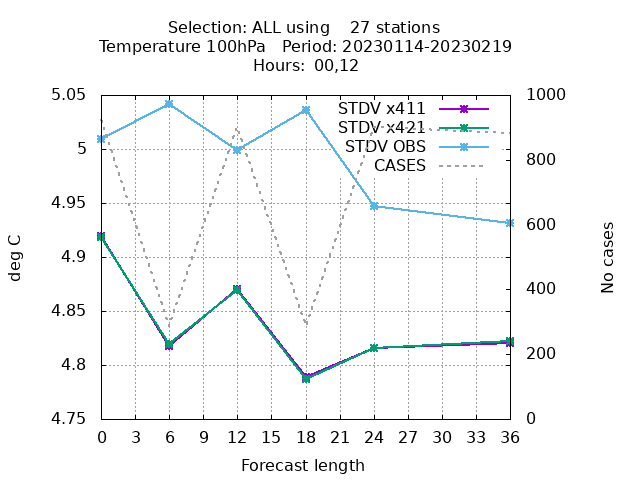 Selection: ALL using 27 stations
Temperature 100hPa Period: 20230114-20230219
Hours: 00,12
STDV x411
STDV x421
STDV OBS
CASES
5.05
5
4.95
4.9
4.85
4.8
4.75
deg C
1000
800
600
400
200
0
No cases
0 3 6 9 12 15 18 21 24 27 30 33 36
Forecast length